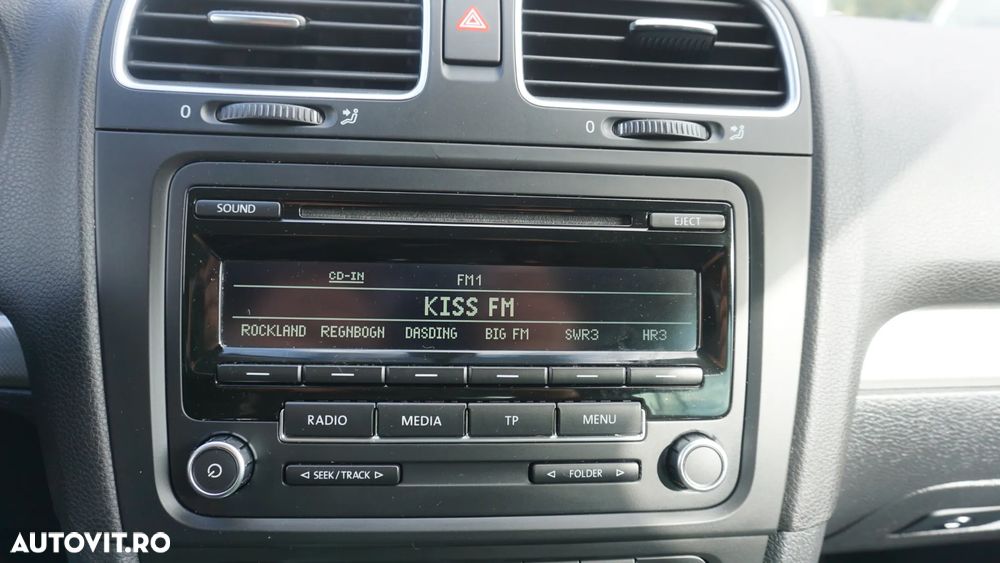 0
0
SOUND
EJECT
CD-IN FM1
KISS FM
ROCKLAND REGNBOGN DASDING BIG FM SWR3 HR3
RADIO MEDIA TP MENU
SEEK/TRACK
FOLDER
AUTOVIT.RO